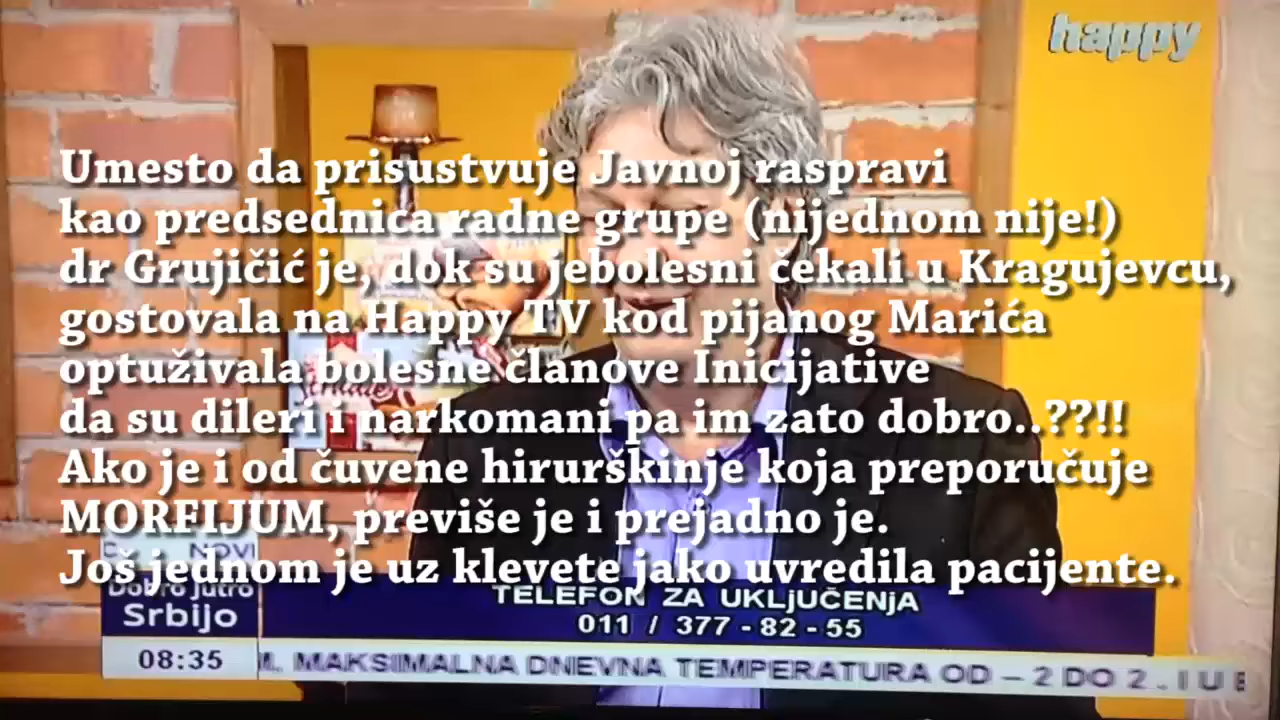 happy
Umesto da prisustvuje Javnoj raspravi
kao predsednica radne grupe (nijednom nije!)
dr Grujičić je, dok su jebolesni čekali u Kragujevcu,
gostovala na Happy TV kod pijanog Marića
optuživala bolesne članove Inicijative
da su dileri i narkomani pa im zato dobro..??!!
Ako je i od čuvene hirurškinje koja preporučuje
MORFIJUM, previše je i prejadno je.
Još jednom je uz klevete jako uvredila pacijente.
NOVI
Dobro jutro
Srbijo
TELEFON ZA UKLjUČENjA
011 / 377 - 82 - 55
08:35
M. MAKSIMALNA DNEVNA TEMPERATURA OD – 2 DO 2 . I U B